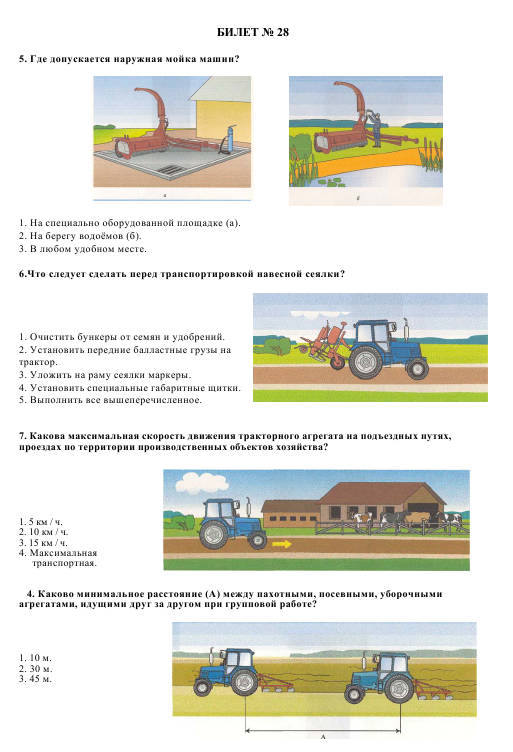 БИЛЕТ № 28
5. Где допускается наружная мойка машин?
а
б
1. На специально оборудованной площадке (а).
2. На берегу водоёмов (б).
3. В любом удобном месте.
6.Что следует сделать перед транспортировкой навесной сеялки?
1. Очистить бункеры от семян и удобрений.
2. Установить передние балластные грузы на
трактор.
3. Уложить на раму сеялки маркеры.
4. Установить специальные габаритные щитки.
5. Выполнить все вышеперечисленное.
7. Какова максимальная скорость движения тракторного агрегата на подъездных путях,
проездах по территории производственных объектов хозяйства?
1. 5 км / ч.
2. 10 км / ч.
3. 15 км / ч.
4. Максимальная
транспортная.
4. Каково минимальное расстояние (А) между пахотными, посевными, уборочными
агрегатами, идущими друг за другом при групповой работе?
1. 10 м.
2. 30 м.
3. 45 м.
А